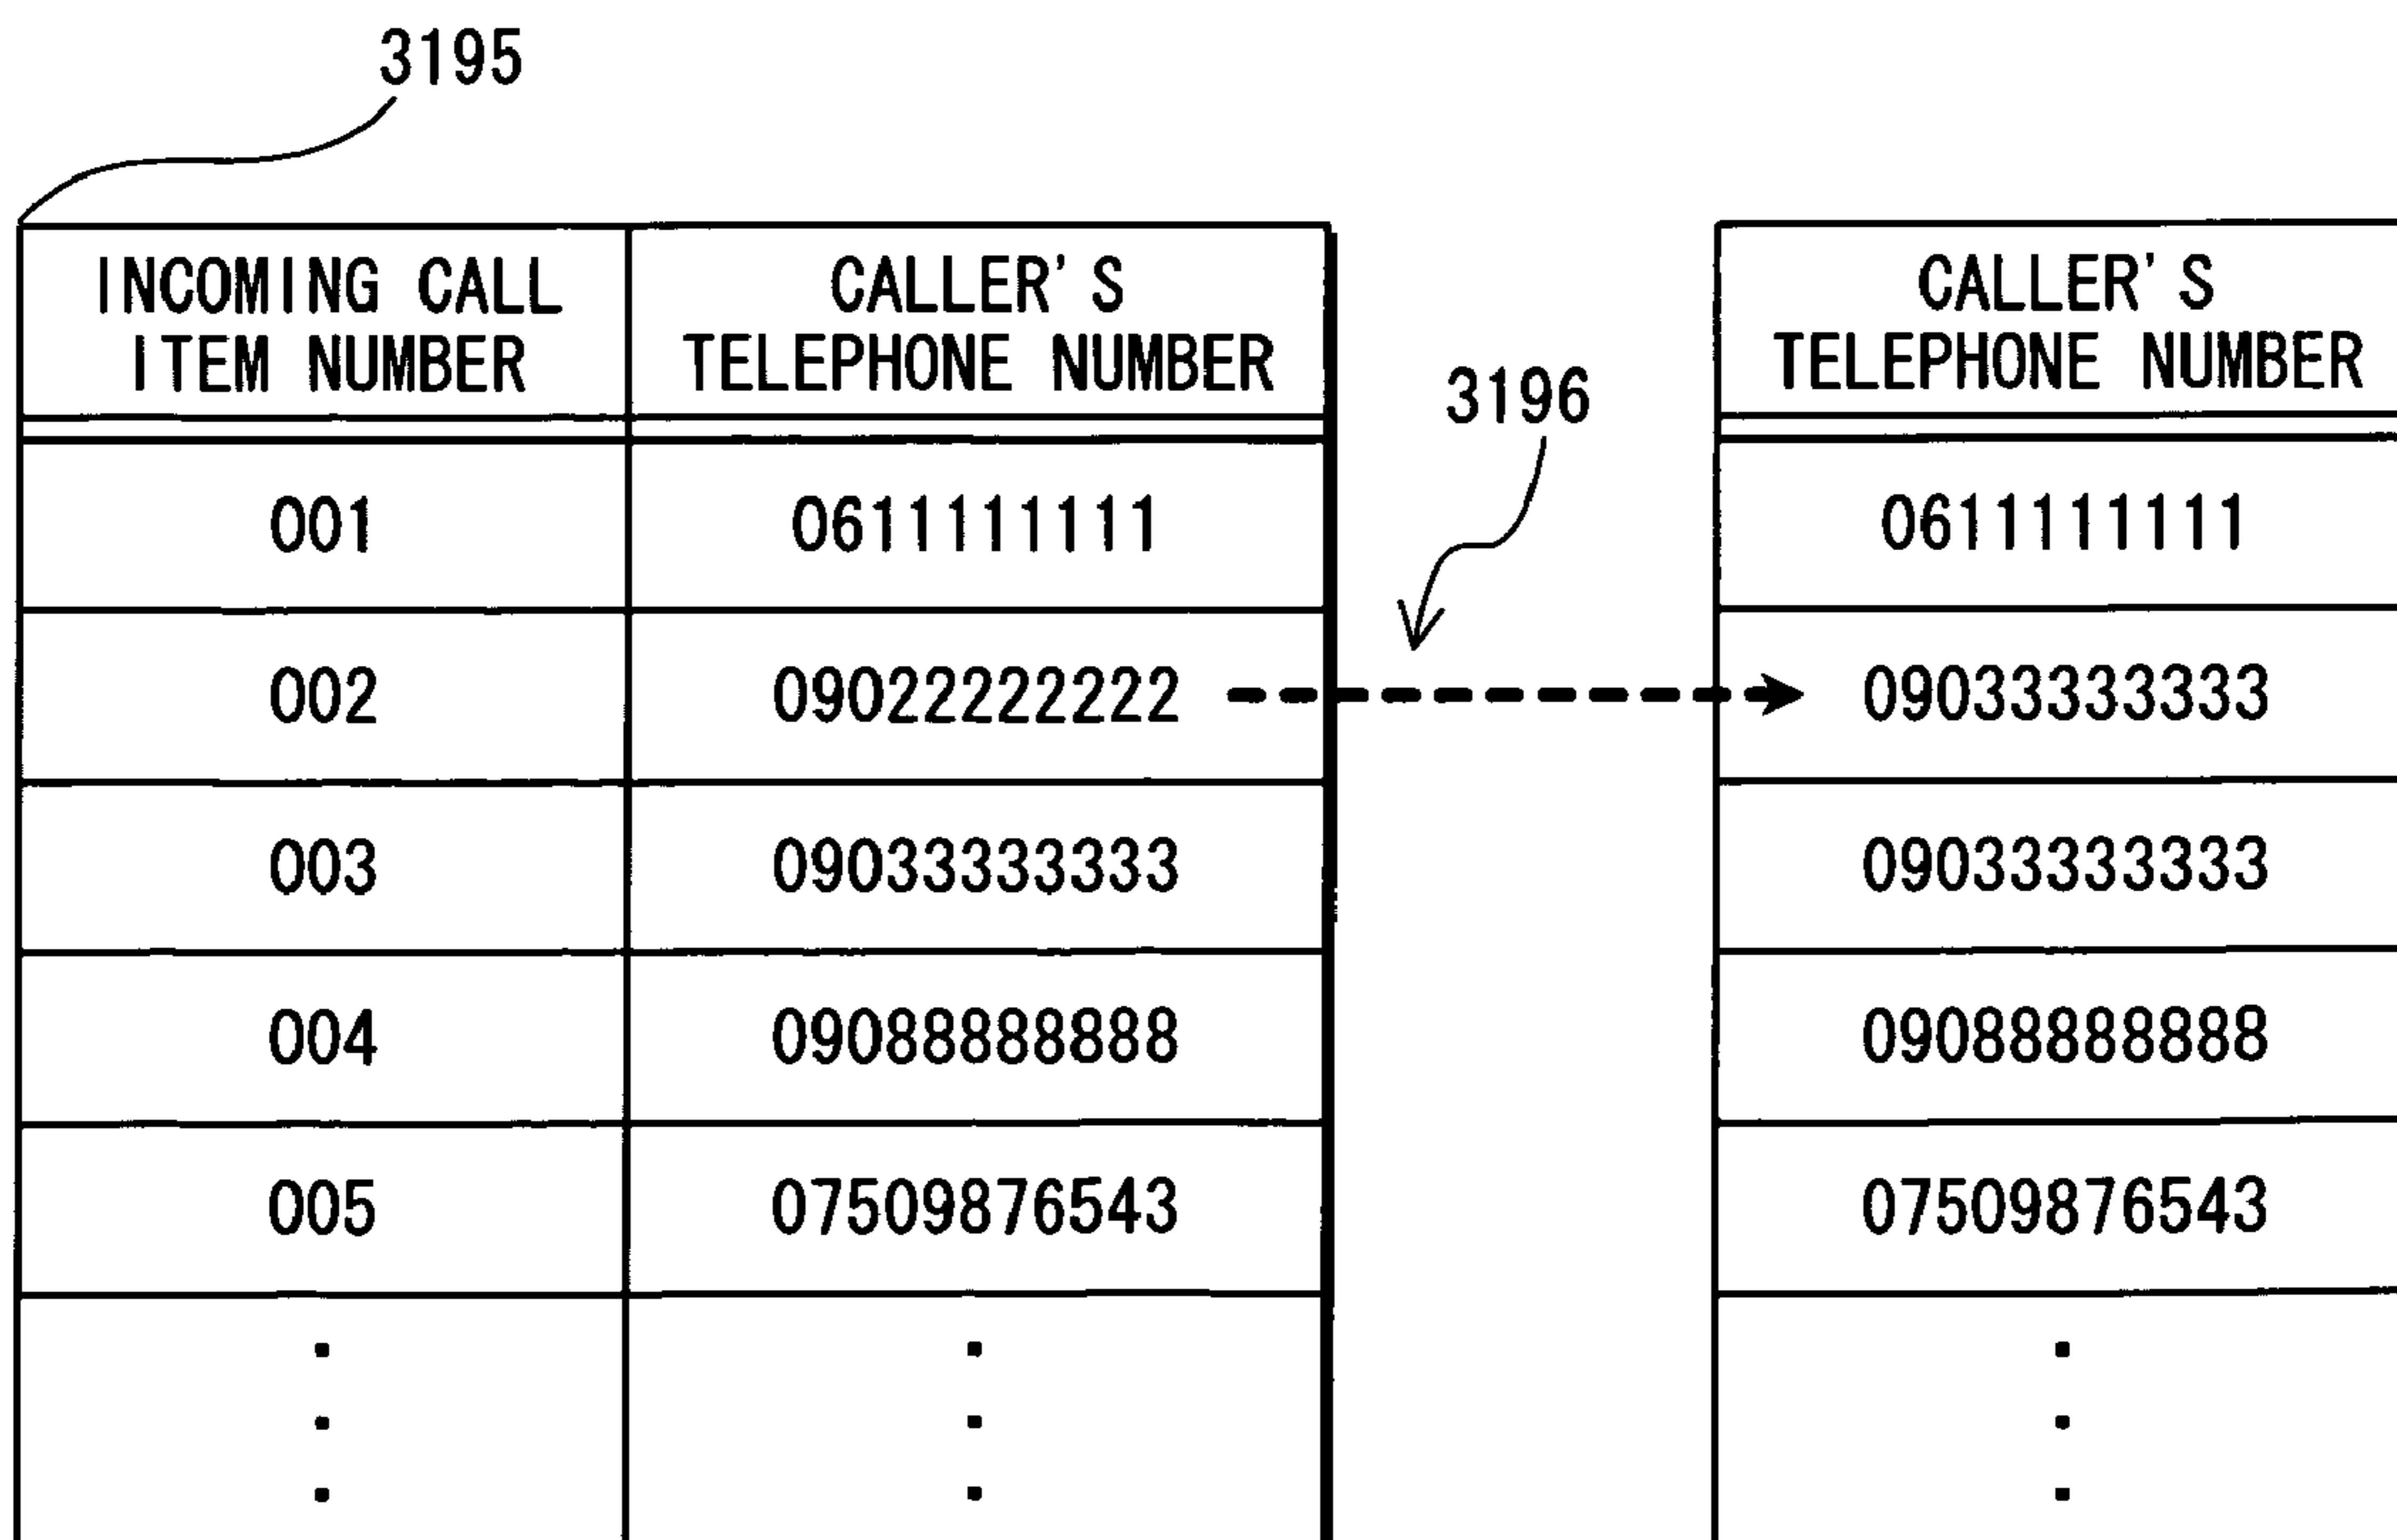 3195
INCOMING CALL
ITEM NUMBER
CALLER'S
TELEPHONE NUMBER
001
0611111111
002
09022222222
003
09033333333
004
09088888888
005
07509876543
3196
CALLER'S
TELEPHONE NUMBER
0611111111
09033333333
09033333333
09088888888
07509876543